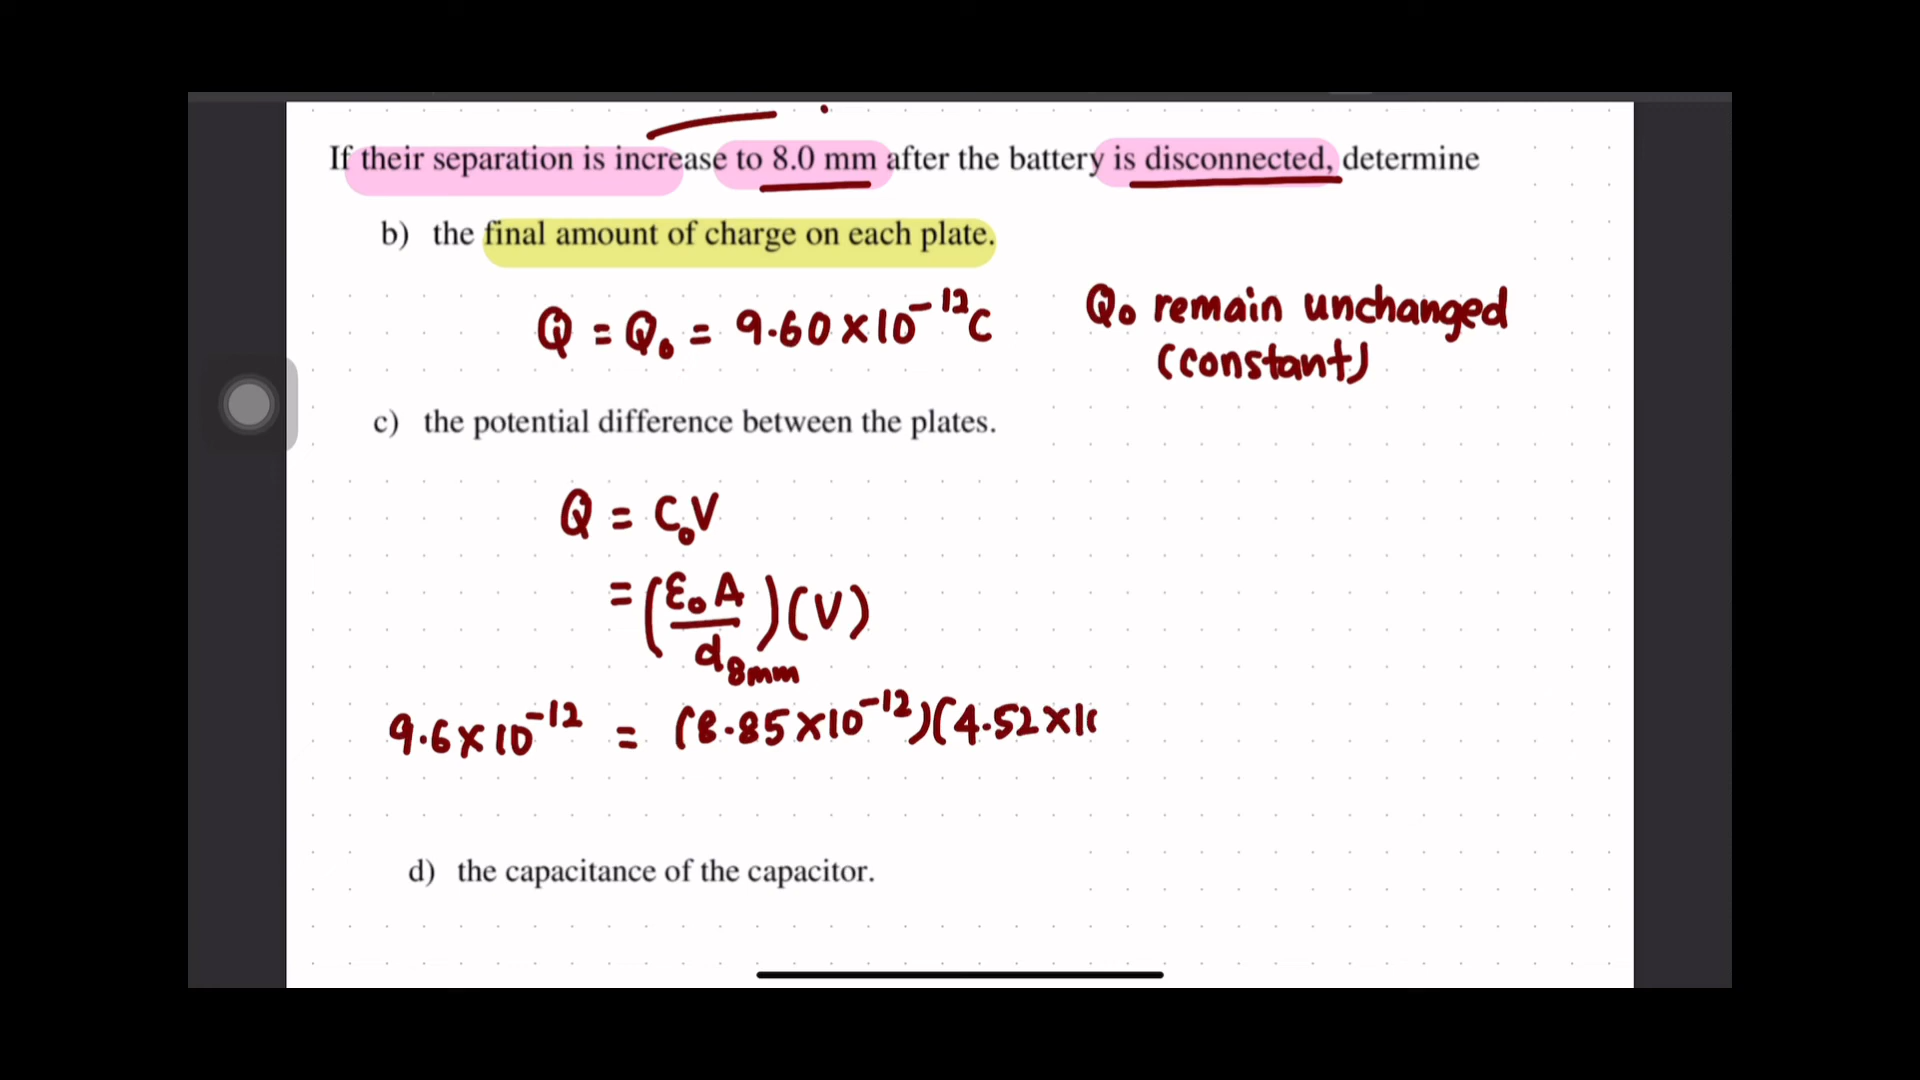 If their separation is increase to 8.0 mm after the battery is disconnected, determine
b) the final amount of charge on each plate.
Q = Q₀ = 9.60 × 10⁻¹² C
Q₀ remain unchanged
(constant)
c) the potential difference between the plates.
Q = C₀V
= (ε₀A / d₈mm)(V)
9.6 × 10⁻¹² = (8.85 × 10⁻¹²)(4.52 × 1
d) the capacitance of the capacitor.